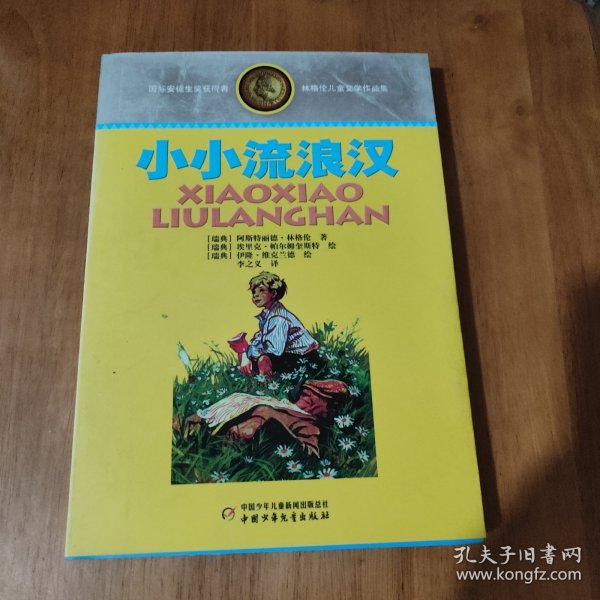 国际安徒生奖获得者
林格伦儿童文学作品集
小小流浪汉
XIAOXIAO
LIULANGHAN
[瑞典] 阿斯特丽德·林格伦 著
[瑞典] 埃里克·帕尔姆奎斯特 绘
[瑞典] 伊隆·维克兰德 绘
李之义 译
中国少年儿童新闻出版总社
中国少年儿童出版社
孔夫子旧书网
www.kongfz.com